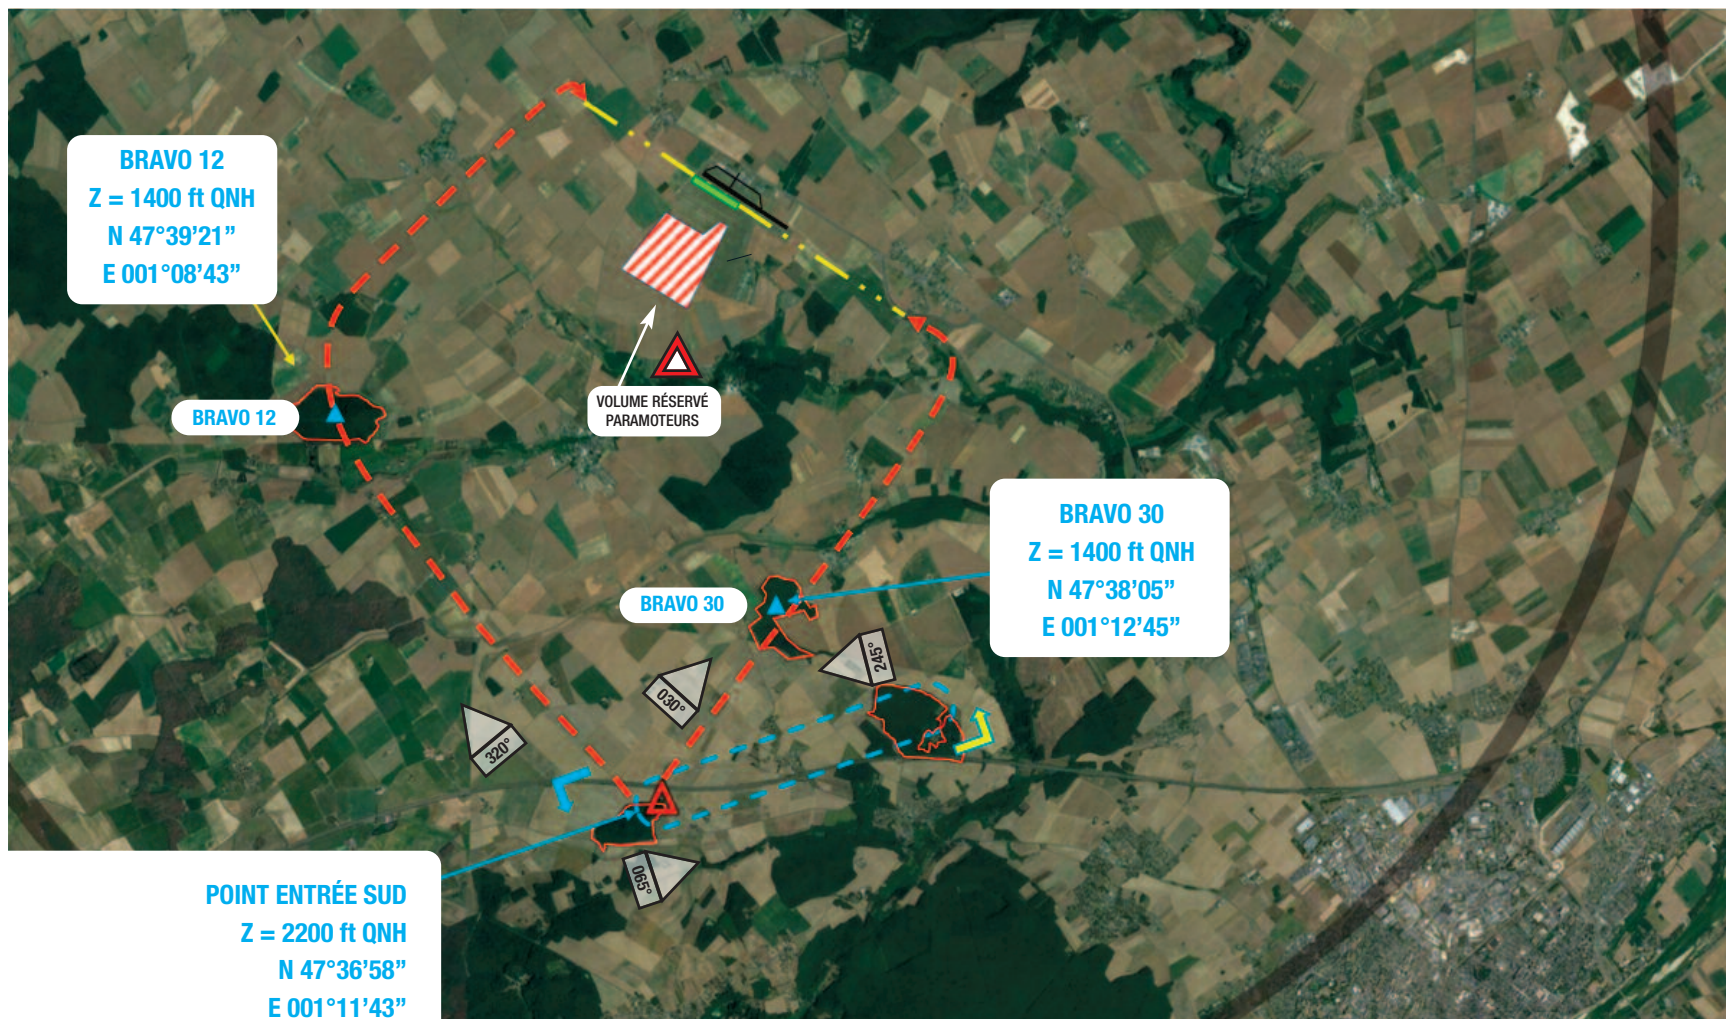 BRAVO 12
Z = 1400 ft QNH
N 47°39’21”
E 001°08’43”
BRAVO 12
VOLUME RÉSERVÉ
PARAMOTEURS
BRAVO 30
Z = 1400 ft QNH
N 47°38’05”
E 001°12’45”
BRAVO 30
245°
030°
320°
065°
POINT ENTRÉE SUD
Z = 2200 ft QNH
N 47°36’58”
E 001°11’43”